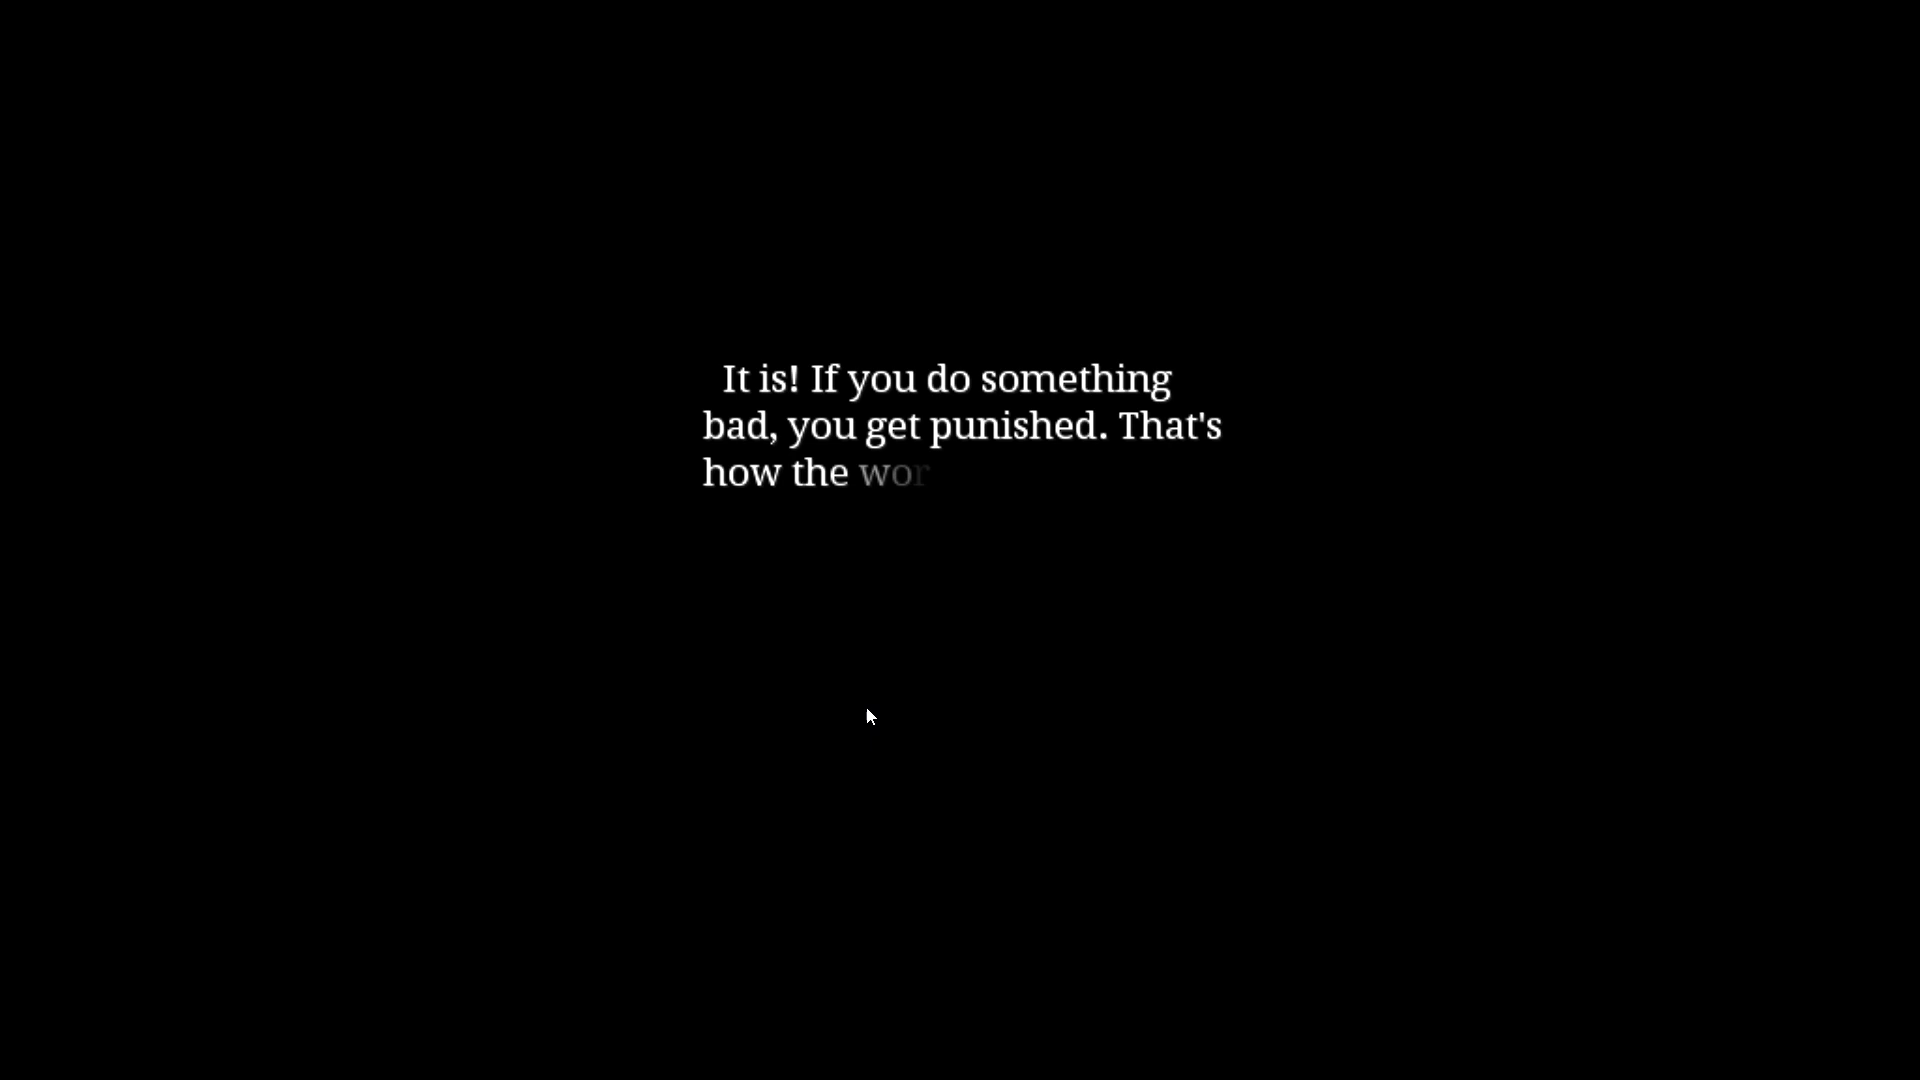 It is! If you do something
bad, you get punished. That's
how the wor